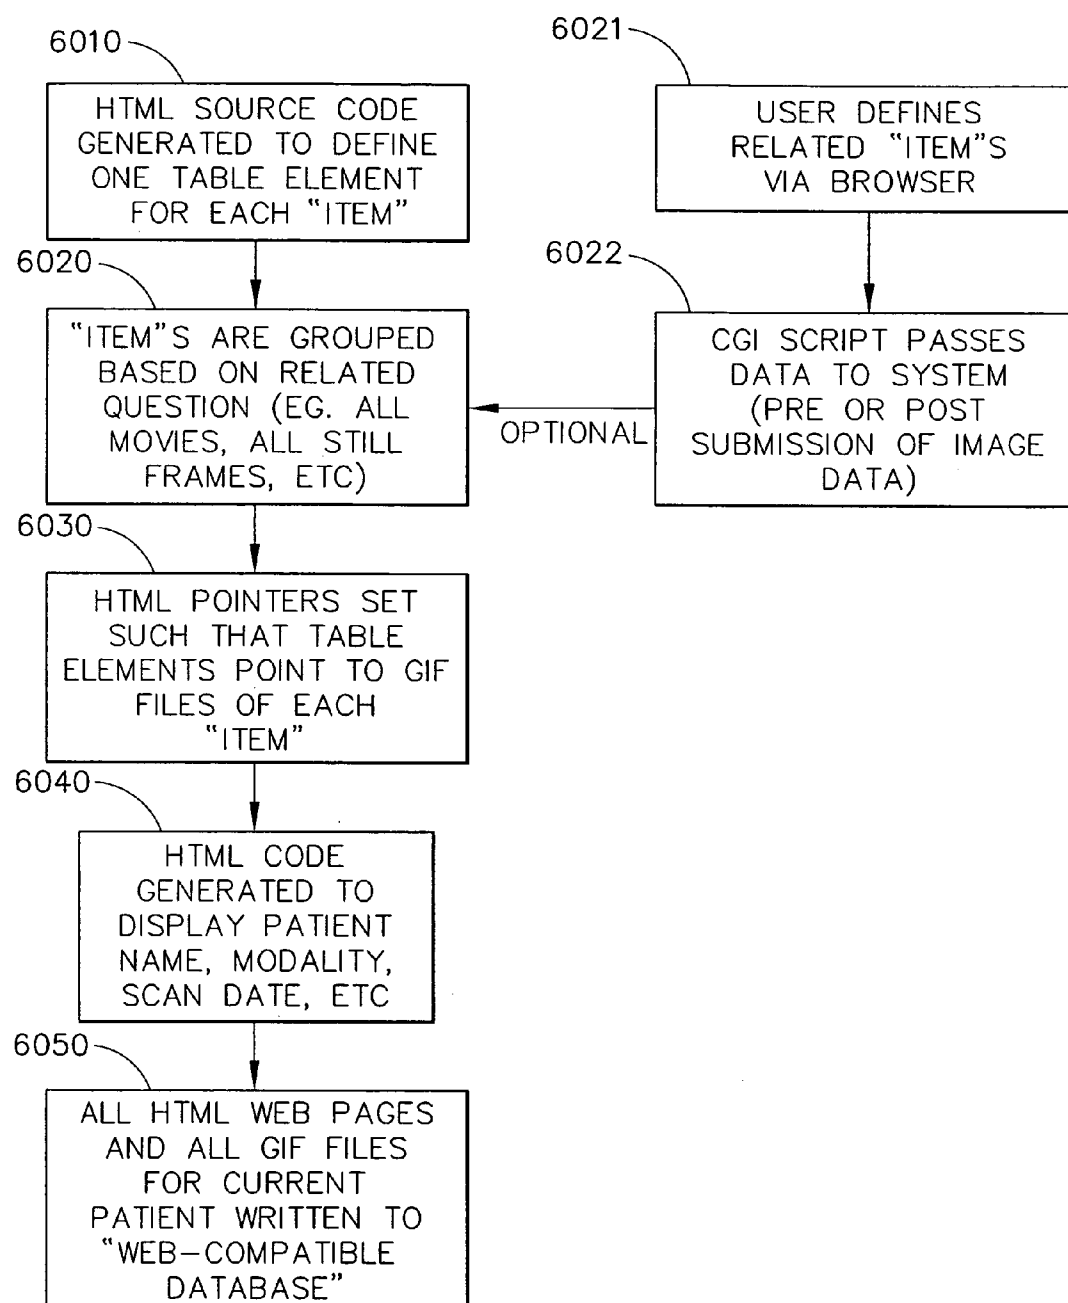 6010
HTML SOURCE CODE
GENERATED TO DEFINE
ONE TABLE ELEMENT
FOR EACH "ITEM"
6020
"ITEM"S ARE GROUPED
BASED ON RELATED
QUESTION (EG. ALL
MOVIES, ALL STILL
FRAMES, ETC)
6021
USER DEFINES
RELATED "ITEM"S
VIA BROWSER
6022
CGI SCRIPT PASSES
DATA TO SYSTEM
(PRE OR POST
SUBMISSION OF IMAGE
DATA)
OPTIONAL
6030
HTML POINTERS SET
SUCH THAT TABLE
ELEMENTS POINT TO GIF
FILES OF EACH
"ITEM"
6040
HTML CODE
GENERATED TO
DISPLAY PATIENT
NAME, MODALITY,
SCAN DATE, ETC
6050
ALL HTML WEB PAGES
AND ALL GIF FILES
FOR CURRENT
PATIENT WRITTEN TO
"WEB-COMPATIBLE
DATABASE"